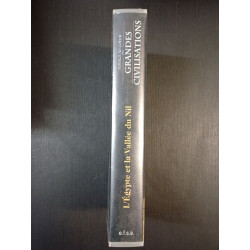 GRANDES
CIVILISATIONS
L'Égypte et la Vallée du Nil
e.f.s.a.